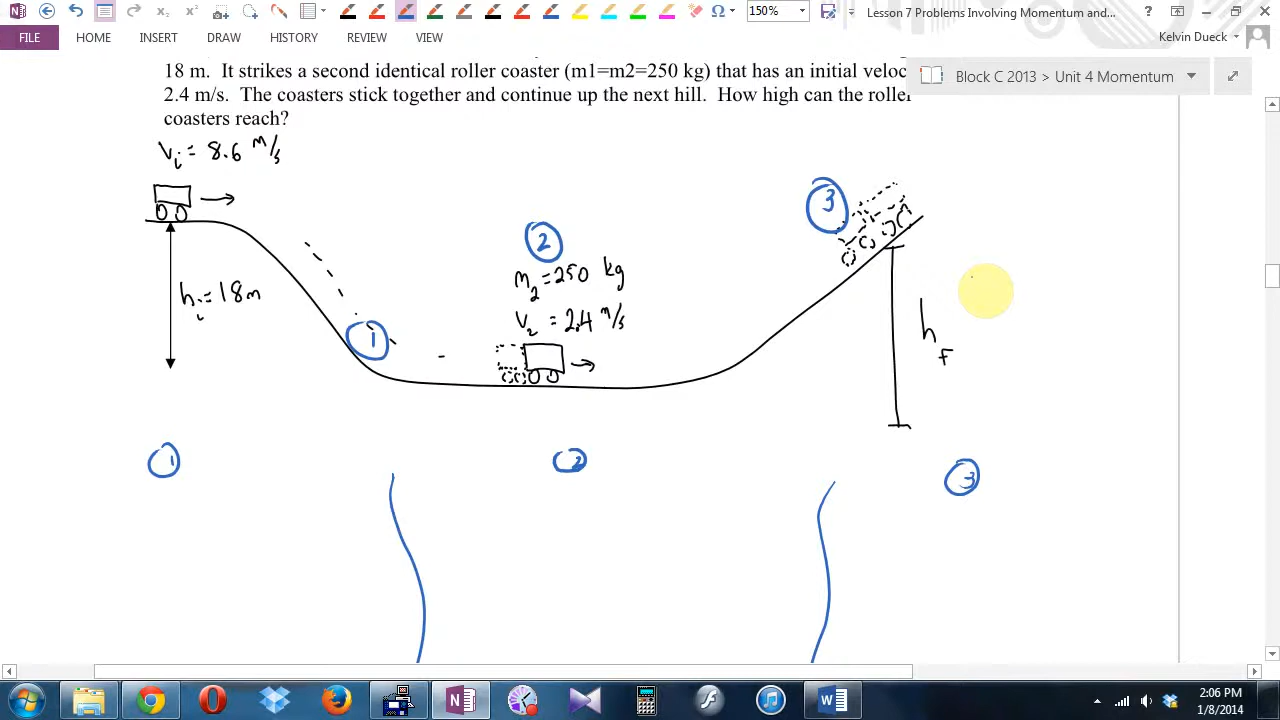 150%
Lesson 7 Problems Involving Momentum and...
FILE
HOME
INSERT
DRAW
HISTORY
REVIEW
VIEW
Kelvin Dueck
Block C 2013 > Unit 4 Momentum
18 m. It strikes a second identical roller coaster (m1=m2=250 kg) that has an initial veloc
2.4 m/s. The coasters stick together and continue up the next hill. How high can the roller
coasters reach?
Vi = 8.6 m/s
3
2
m2 = 250 kg
hi = 18m
V2 = 2.4 m/s
1
hF
1
2
3
2:06 PM
1/8/2014